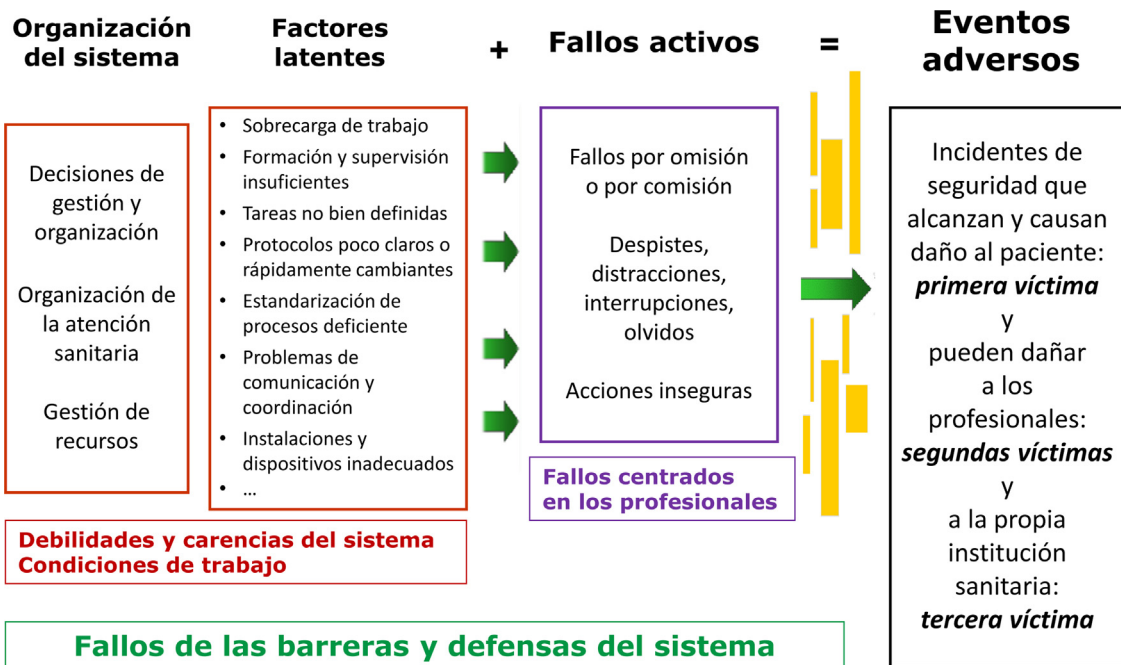 Organización
del sistema
Factores
latentes
+
Fallos activos
=
Eventos
adversos
Decisiones de
gestión y
organización
Organización de
la atención
sanitaria
Gestión de
recursos
• Sobrecarga de trabajo
• Formación y supervisión
insuficientes
• Tareas no bien definidas
• Protocolos poco claros o
rápidamente cambiantes
• Estandarización de
procesos deficiente
• Problemas de
comunicación y
coordinación
• Instalaciones y
dispositivos inadecuados
• ...
Fallos por omisión
o por comisión
Despistes,
distracciones,
interrupciones,
olvidos
Acciones inseguras
Incidentes de
seguridad que
alcanzan y causan
daño al paciente:
primera víctima
y
pueden dañar
a los
profesionales:
segundas víctimas
y
a la propia
institución
sanitaria:
tercera víctima
Fallos centrados
en los profesionales
Debilidades y carencias del sistema
Condiciones de trabajo
Fallos de las barreras y defensas del sistema